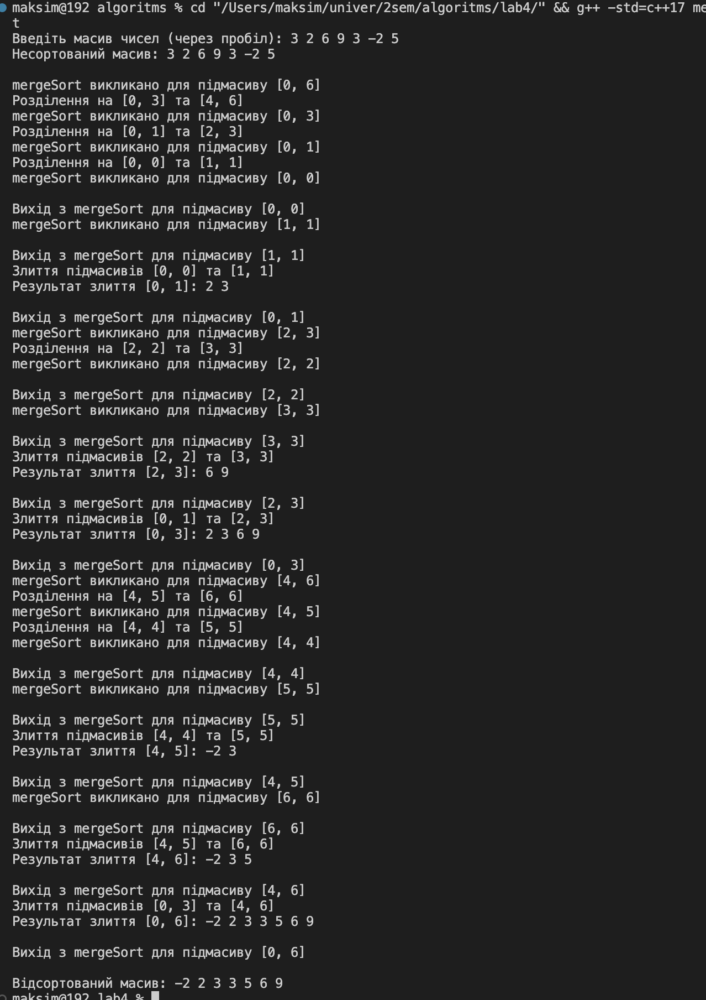 maksim@192 algoritms % cd "/Users/maksim/univer/2sem/algoritms/lab4/" && g++ -std=c++17 me
t
Введіть масив чисел (через пробіл): 3 2 6 9 3 -2 5
Несортований масив: 3 2 6 9 3 -2 5
mergeSort викликано для підмасиву [0, 6]
Розділення на [0, 3] та [4, 6]
mergeSort викликано для підмасиву [0, 3]
Розділення на [0, 1] та [2, 3]
mergeSort викликано для підмасиву [0, 1]
Розділення на [0, 0] та [1, 1]
mergeSort викликано для підмасиву [0, 0]
Вихід з mergeSort для підмасиву [0, 0]
mergeSort викликано для підмасиву [1, 1]
Вихід з mergeSort для підмасиву [1, 1]
Злиття підмасивів [0, 0] та [1, 1]
Результат злиття [0, 1]: 2 3
Вихід з mergeSort для підмасиву [0, 1]
mergeSort викликано для підмасиву [2, 3]
Розділення на [2, 2] та [3, 3]
mergeSort викликано для підмасиву [2, 2]
Вихід з mergeSort для підмасиву [2, 2]
mergeSort викликано для підмасиву [3, 3]
Вихід з mergeSort для підмасиву [3, 3]
Злиття підмасивів [2, 2] та [3, 3]
Результат злиття [2, 3]: 6 9
Вихід з mergeSort для підмасиву [2, 3]
Злиття підмасивів [0, 1] та [2, 3]
Результат злиття [0, 3]: 2 3 6 9
Вихід з mergeSort для підмасиву [0, 3]
mergeSort викликано для підмасиву [4, 6]
Розділення на [4, 5] та [6, 6]
mergeSort викликано для підмасиву [4, 5]
Розділення на [4, 4] та [5, 5]
mergeSort викликано для підмасиву [4, 4]
Вихід з mergeSort для підмасиву [4, 4]
mergeSort викликано для підмасиву [5, 5]
Вихід з mergeSort для підмасиву [5, 5]
Злиття підмасивів [4, 4] та [5, 5]
Результат злиття [4, 5]: -2 3
Вихід з mergeSort для підмасиву [4, 5]
mergeSort викликано для підмасиву [6, 6]
Вихід з mergeSort для підмасиву [6, 6]
Злиття підмасивів [4, 5] та [6, 6]
Результат злиття [4, 6]: -2 3 5
Вихід з mergeSort для підмасиву [4, 6]
Злиття підмасивів [0, 3] та [4, 6]
Результат злиття [0, 6]: -2 2 3 3 5 6 9
Вихід з mergeSort для підмасиву [0, 6]
Відсортований масив: -2 2 3 3 5 6 9
maksim@192 lab4 %